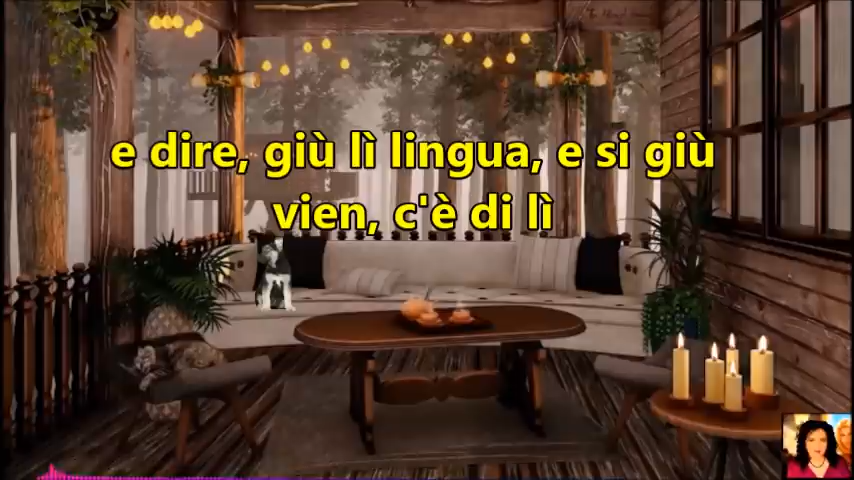 e dire, giù lì lingua, e si giù
vien, c'è di lì